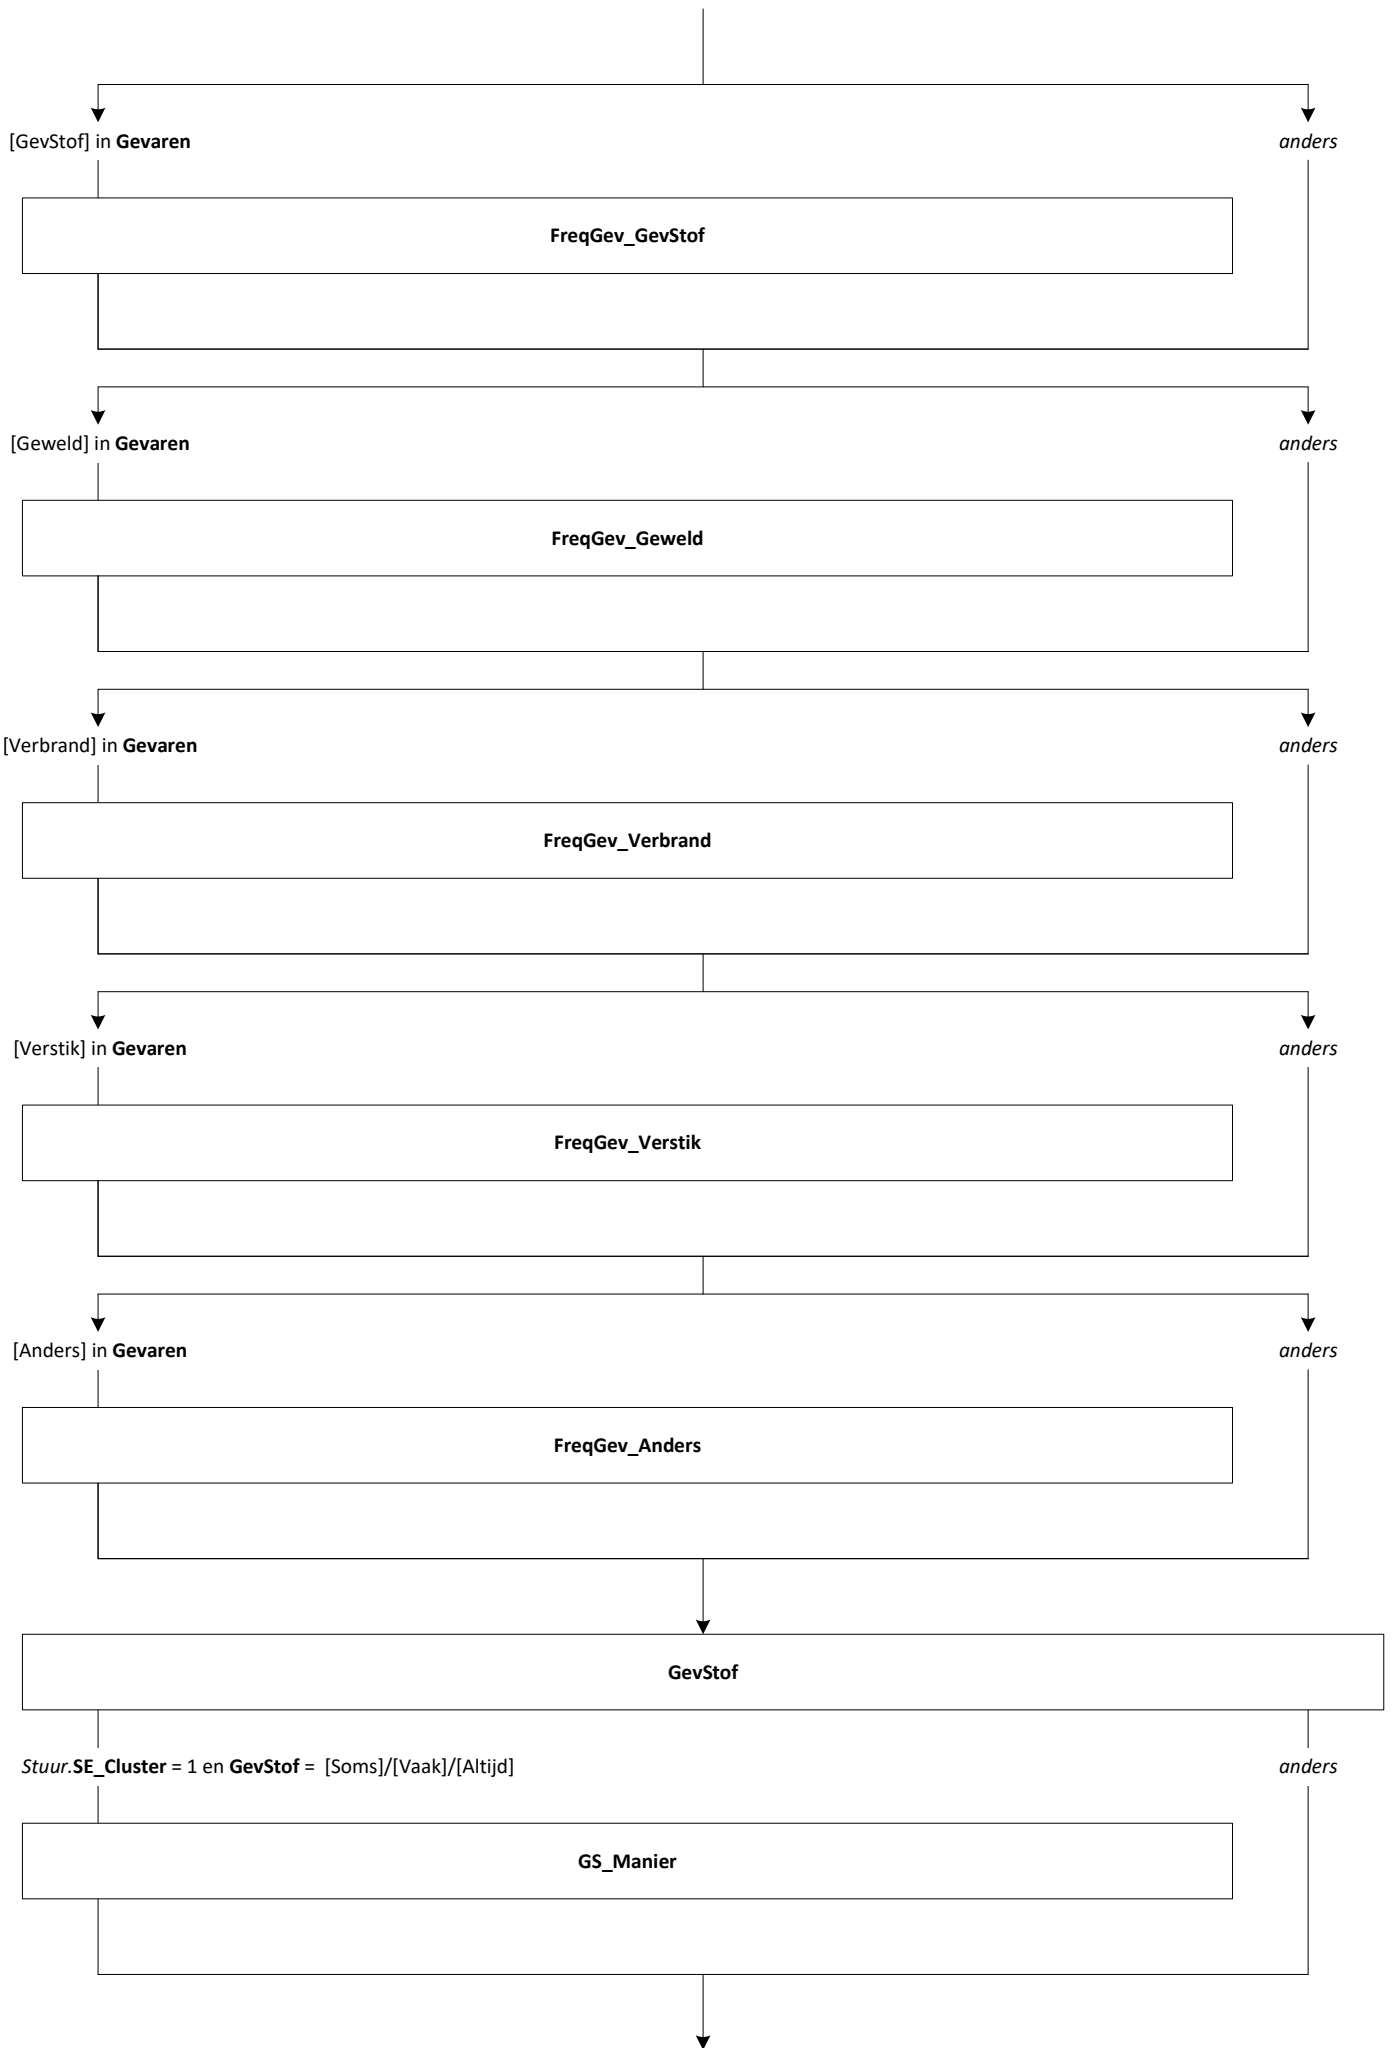 [GevStof] in Gevaren anders
FreqGev_GevStof
[Geweld] in Gevaren anders
FreqGev_Geweld
[Verbrand] in Gevaren anders
FreqGev_Verbrand
[Verstik] in Gevaren anders
FreqGev_Verstik
[Anders] in Gevaren anders
FreqGev_Anders
GevStof
Stuur.SE_Cluster = 1 en GevStof = [Soms]/[Vaak]/[Altijd] anders
GS_Manier